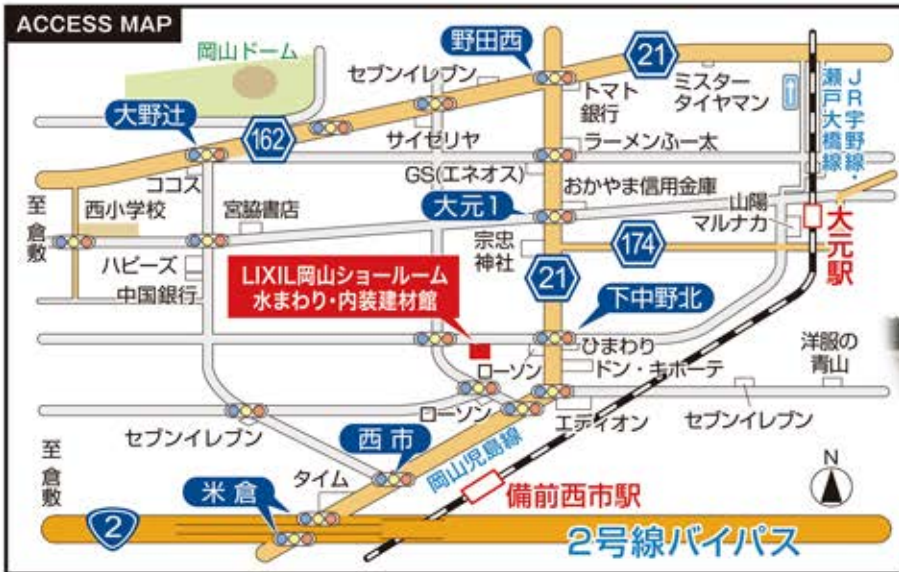 ACCESS MAP
岡山ドーム
野田西
21
セブンイレブン
ミスター
タイヤマン
JR宇野線・
瀬戸大橋線
大野辻
トマト
銀行
162
サイゼリヤ
ラーメンふー太
GS(エネオス)
ココス
おかやま信用金庫
至倉敷
西小学校
宮脇書店
大元1
山陽
マルナカ
大元駅
宗忠
神社
174
ハピーズ
中国銀行
LIXIL岡山ショールーム
水まわり・内装建材館
21
下中野北
ひまわり
洋服の
青山
ローソン
ドン・キホーテ
ローソン
エディオン
セブンイレブン
セブンイレブン
西市
岡山児島線
至倉敷
タイム
米倉
備前西市駅
N
2
2号線バイパス